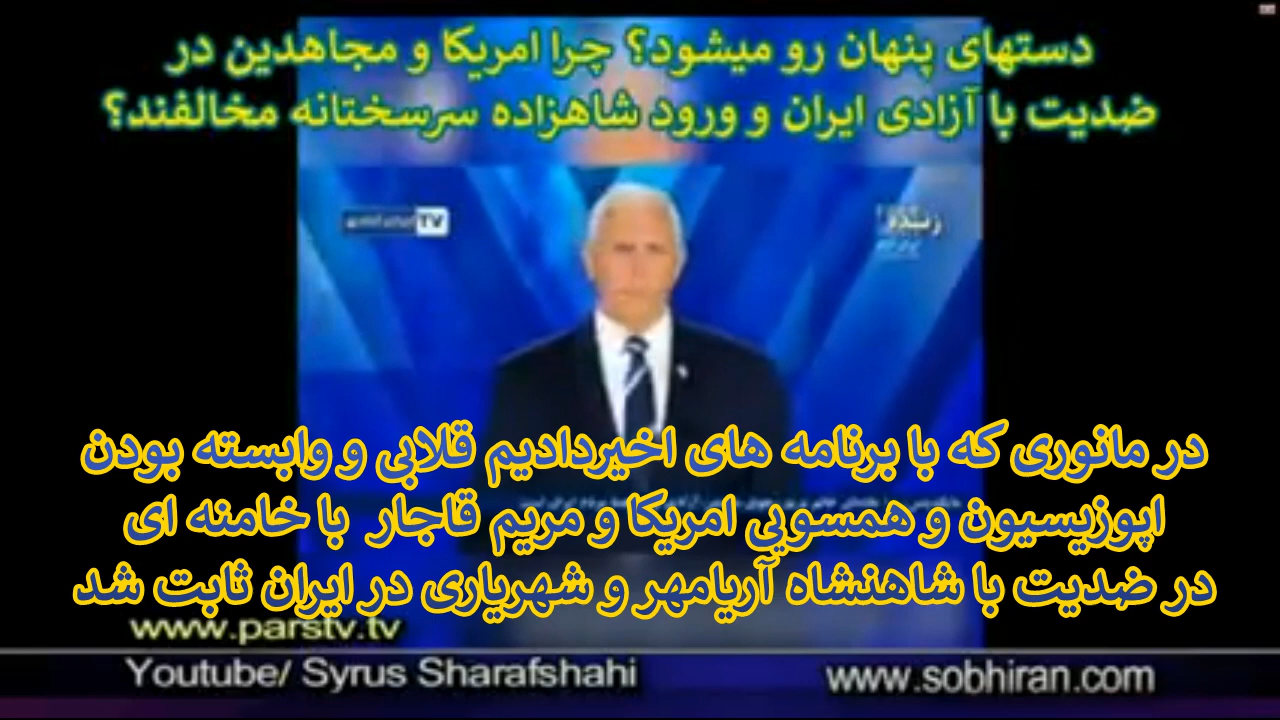 دستهای پنهان رو میشود؟ چرا امریکا و مجاهدین در
ضدیت با آزادی ایران و ورود شاهزاده سرسختانه مخالفند؟
TV
زنده
در مانوری که با برنامه های اخیردادیم قلابی و وابسته بودن
اپوزیسیون و همسویی امریکا و مریم قاجار با خامنه ای
در ضدیت با شاهنشاه آریامهر و شهریاری در ایران ثابت شد
www.parstv.tv
Youtube/ Syrus Sharafshahi
www.sobhiran.com